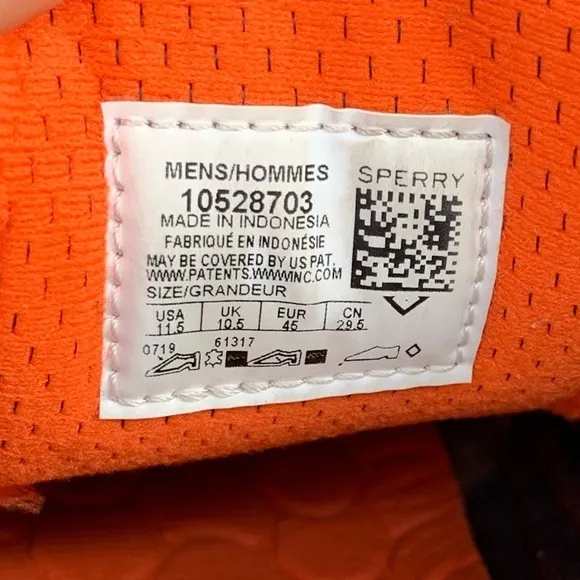 MENS/HOMMES
10528703
MADE IN INDONESIA
FABRIQUÉ EN INDONÉSIE
MAY BE COVERED BY US PAT.
WWW.PATENTS.WWWINC.COM
SIZE/GRANDEUR
SPERRY
USA UK EUR CN
11.5 10.5 45 29.5
0719 61317